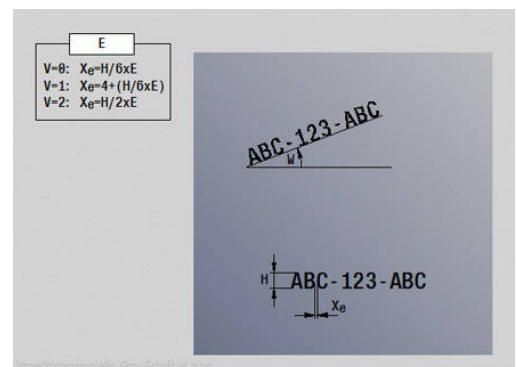 E
V=0: Xe=H/6xE
V=1: Xe=4+(H/6xE)
V=2: Xe=H/2xE
ABC-123-ABC
W
H ABC-123-ABC
Xe